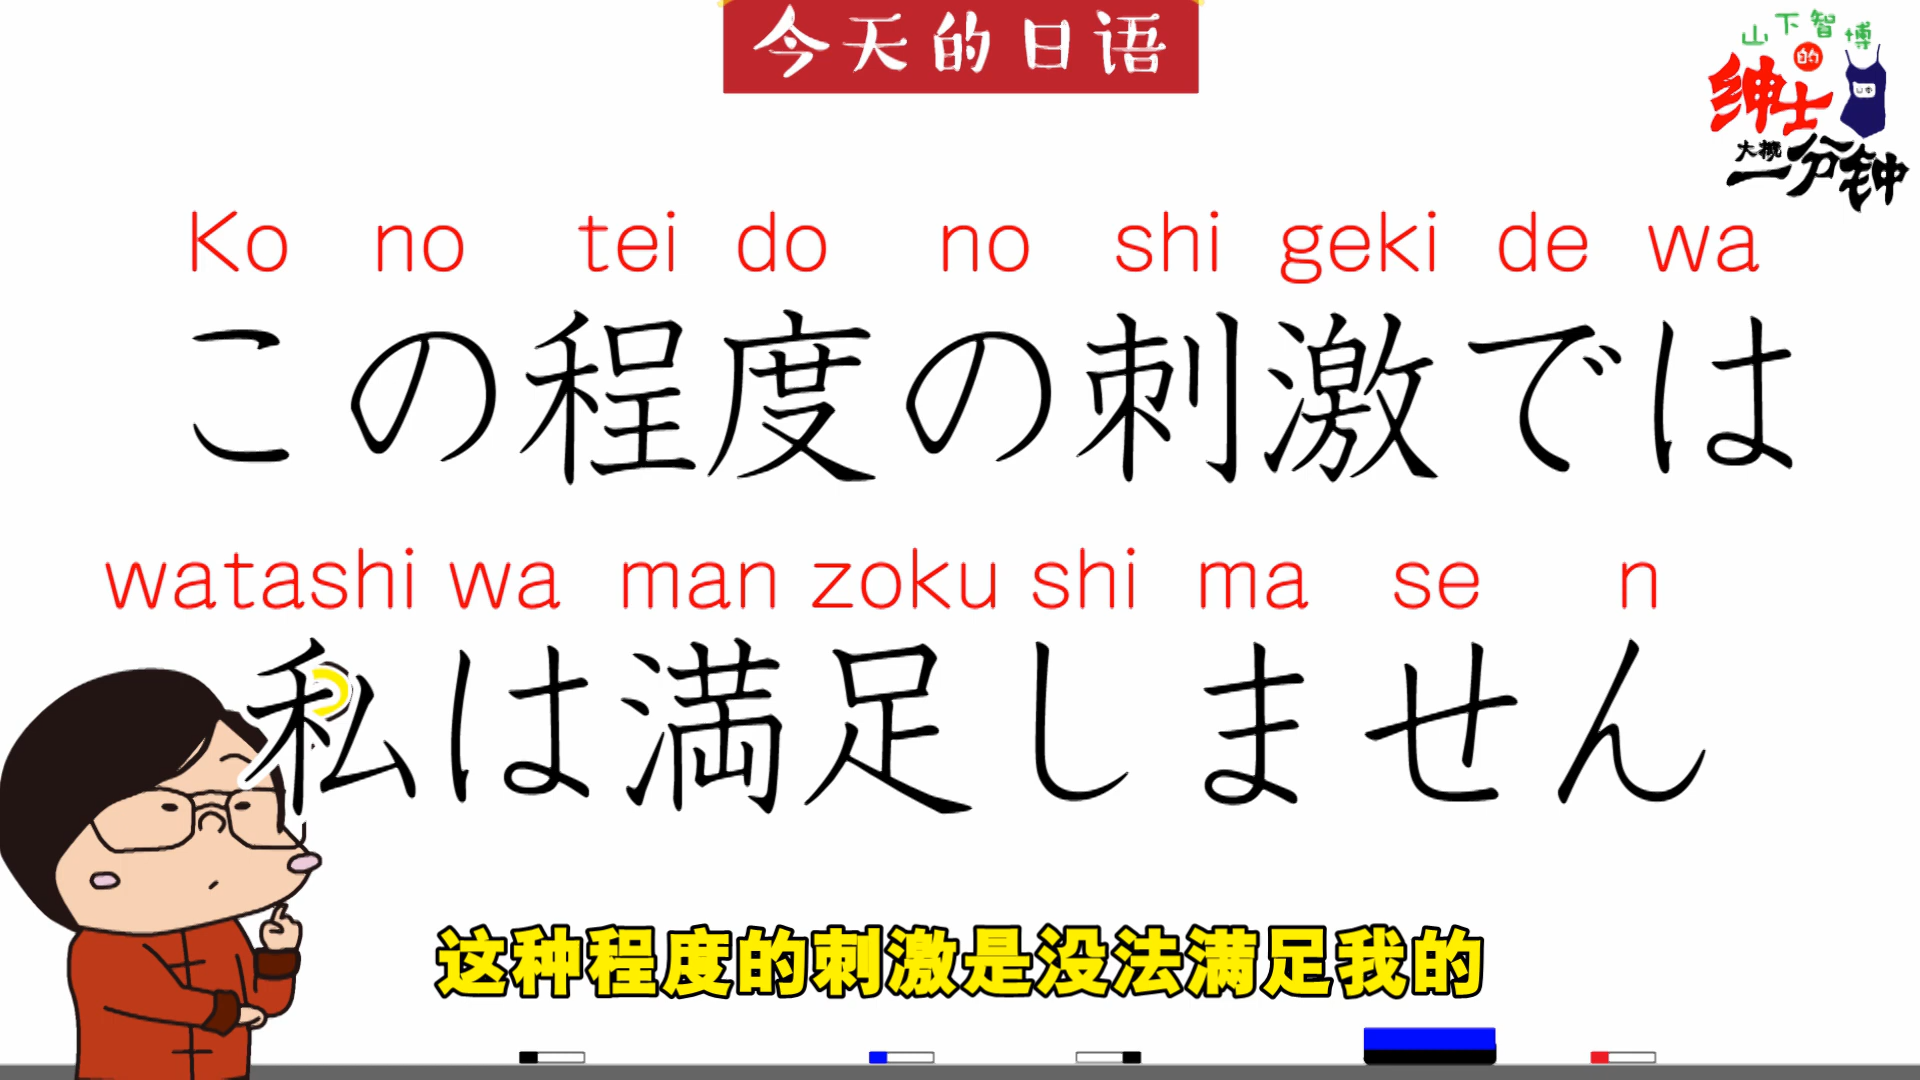 今天的日语
山下智博
的
绅士
大概
一分钟
Ko no tei do no shi geki de wa
この程度の刺激では
watashi wa man zoku shi ma se n
私は満足しません
这种程度的刺激是没法满足我的